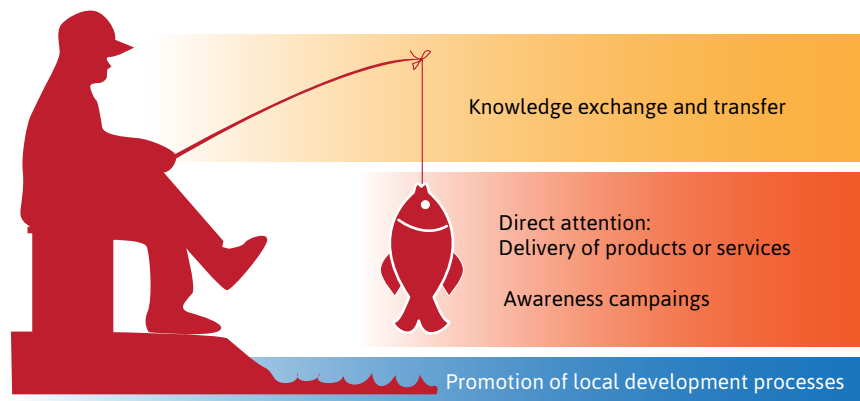 Knowledge exchange and transfer
Direct attention:
Delivery of products or services
Awareness campaings
Promotion of local development processes